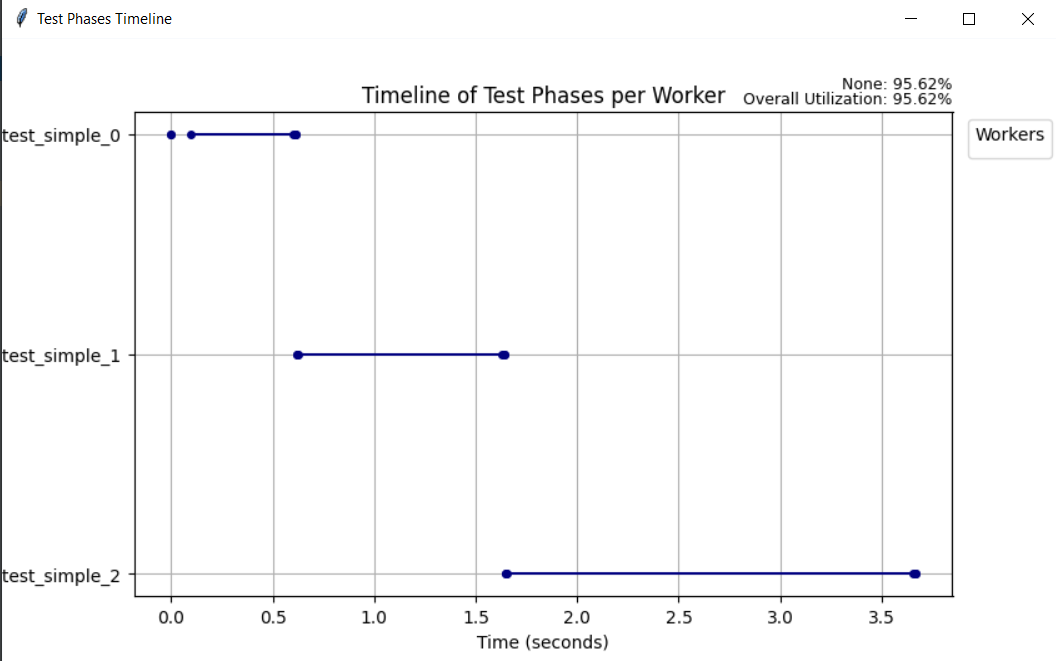 Test Phases Timeline
None: 95.62%
Timeline of Test Phases per Worker
Overall Utilization: 95.62%
Workers
test_simple_0
test_simple_1
test_simple_2
0.0 0.5 1.0 1.5 2.0 2.5 3.0 3.5
Time (seconds)